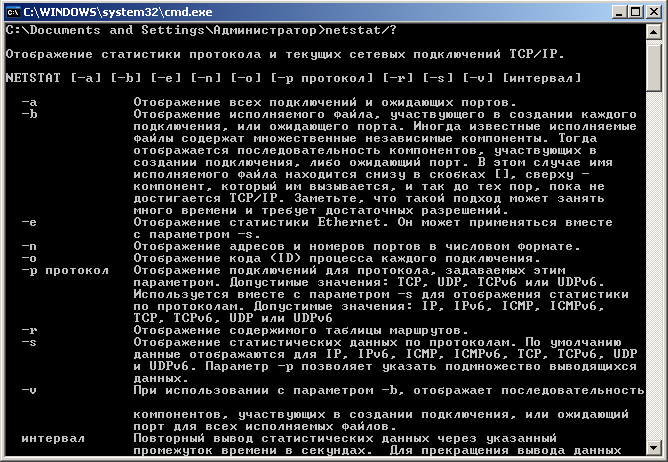 C:\WINDOWS\system32\cmd.exe
C:\Documents and Settings\Администратор>netstat/?
Отображение статистики протокола и текущих сетевых подключений TCP/IP.
NETSTAT [-a] [-b] [-e] [-n] [-o] [-p протокол] [-r] [-s] [-v] [интервал]
-a Отображение всех подключений и ожидающих портов.
-b Отображение исполняемого файла, участвующего в создании каждого
подключения, или ожидающего порта. Иногда известные исполняемые
файлы содержат множественные независимые компоненты. Тогда
отображается последовательность компонентов, участвующих в
создании подключения, либо ожидающий порт. В этом случае имя
исполняемого файла находится снизу в скобках [], сверху -
компонент, который им вызывается, и так до тех пор, пока не
достигается TCP/IP. Заметьте, что такой подход может занять
много времени и требует достаточных разрешений.
-e Отображение статистики Ethernet. Он может применяться вместе
с параметром -s.
-n Отображение адресов и номеров портов в числовом формате.
-o Отображение кода (ID) процесса каждого подключения.
-p протокол Отображение подключений для протокола, задаваемых этим
параметром. Допустимые значения: TCP, UDP, TCPv6 или UDPv6.
Используется вместе с параметром -s для отображения статистики
по протоколам. Допустимые значения: IP, IPv6, ICMP, ICMPv6,
TCP, TCPv6, UDP или UDPv6
-r Отображение содержимого таблицы маршрутов.
-s Отображение статистических данных по протоколам. По умолчанию
данные отображаются для IP, IPv6, ICMP, ICMPv6, TCP, TCPv6, UDP
и UDPv6. Параметр -p позволяет указать подмножество выводящихся
данных.
-v При использовании с параметром -b, отображает последовательность
компонентов, участвующих в создании подключения, или ожидающий
порт для всех исполняемых файлов.
интервал Повторный вывод статистических данных через указанный
промежуток времени в секундах. Для прекращения вывода данных